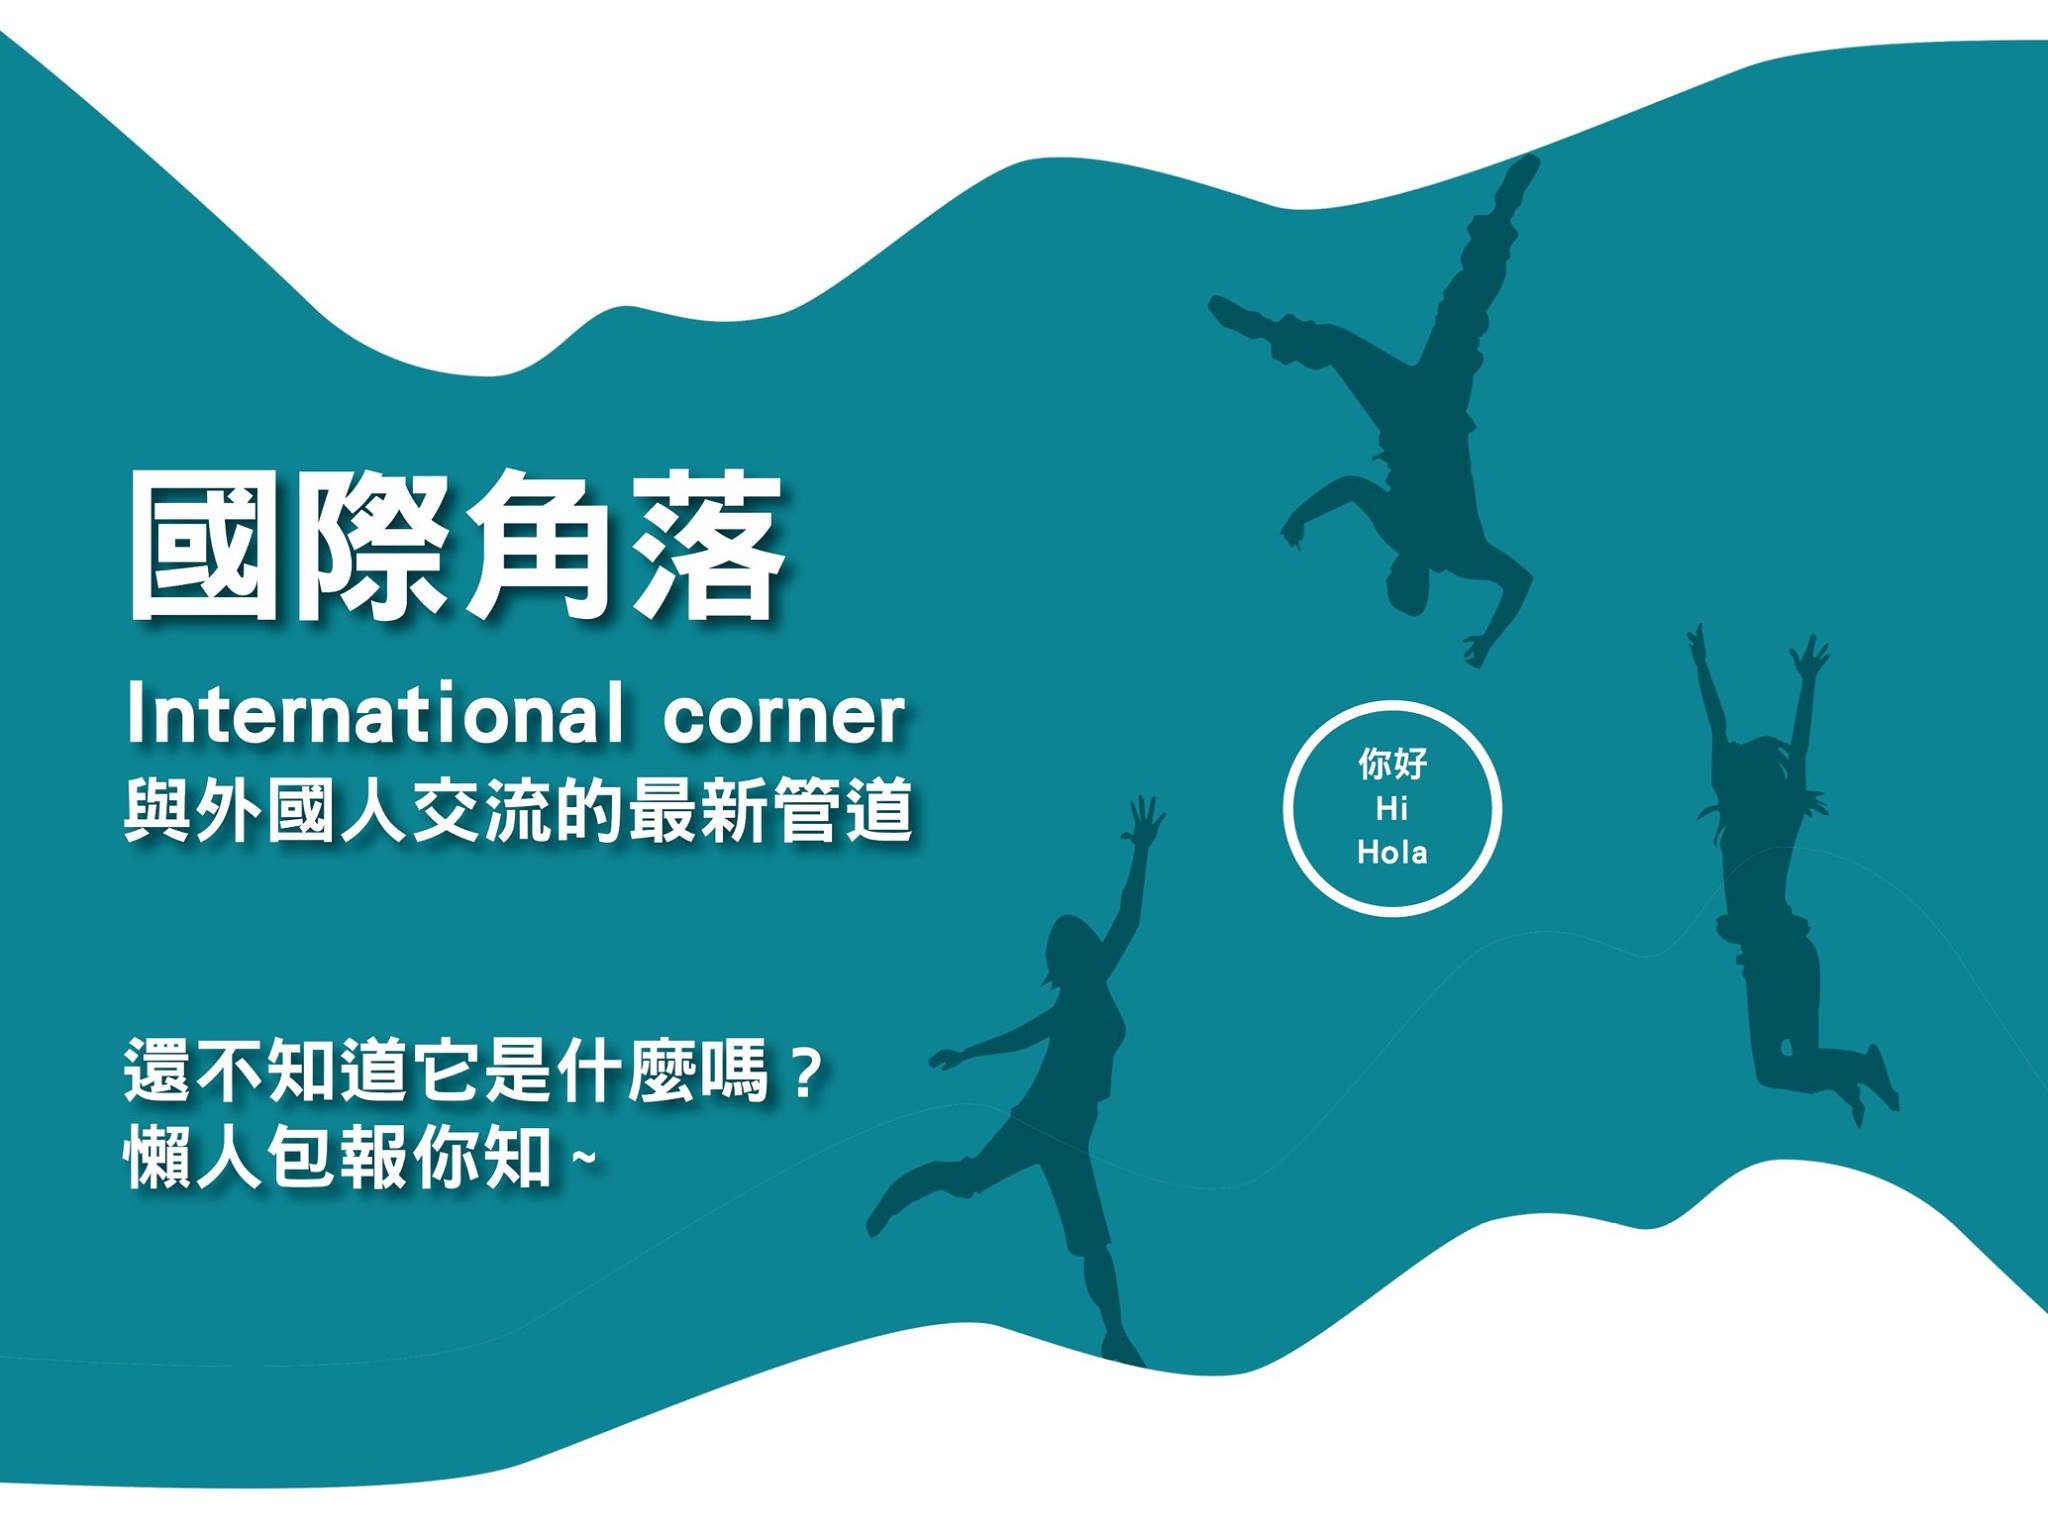 國際角落
International corner
與外國人交流的最新管道
你好
Hi
Hola
還不知道它是什麼嗎？
懶人包報你知~